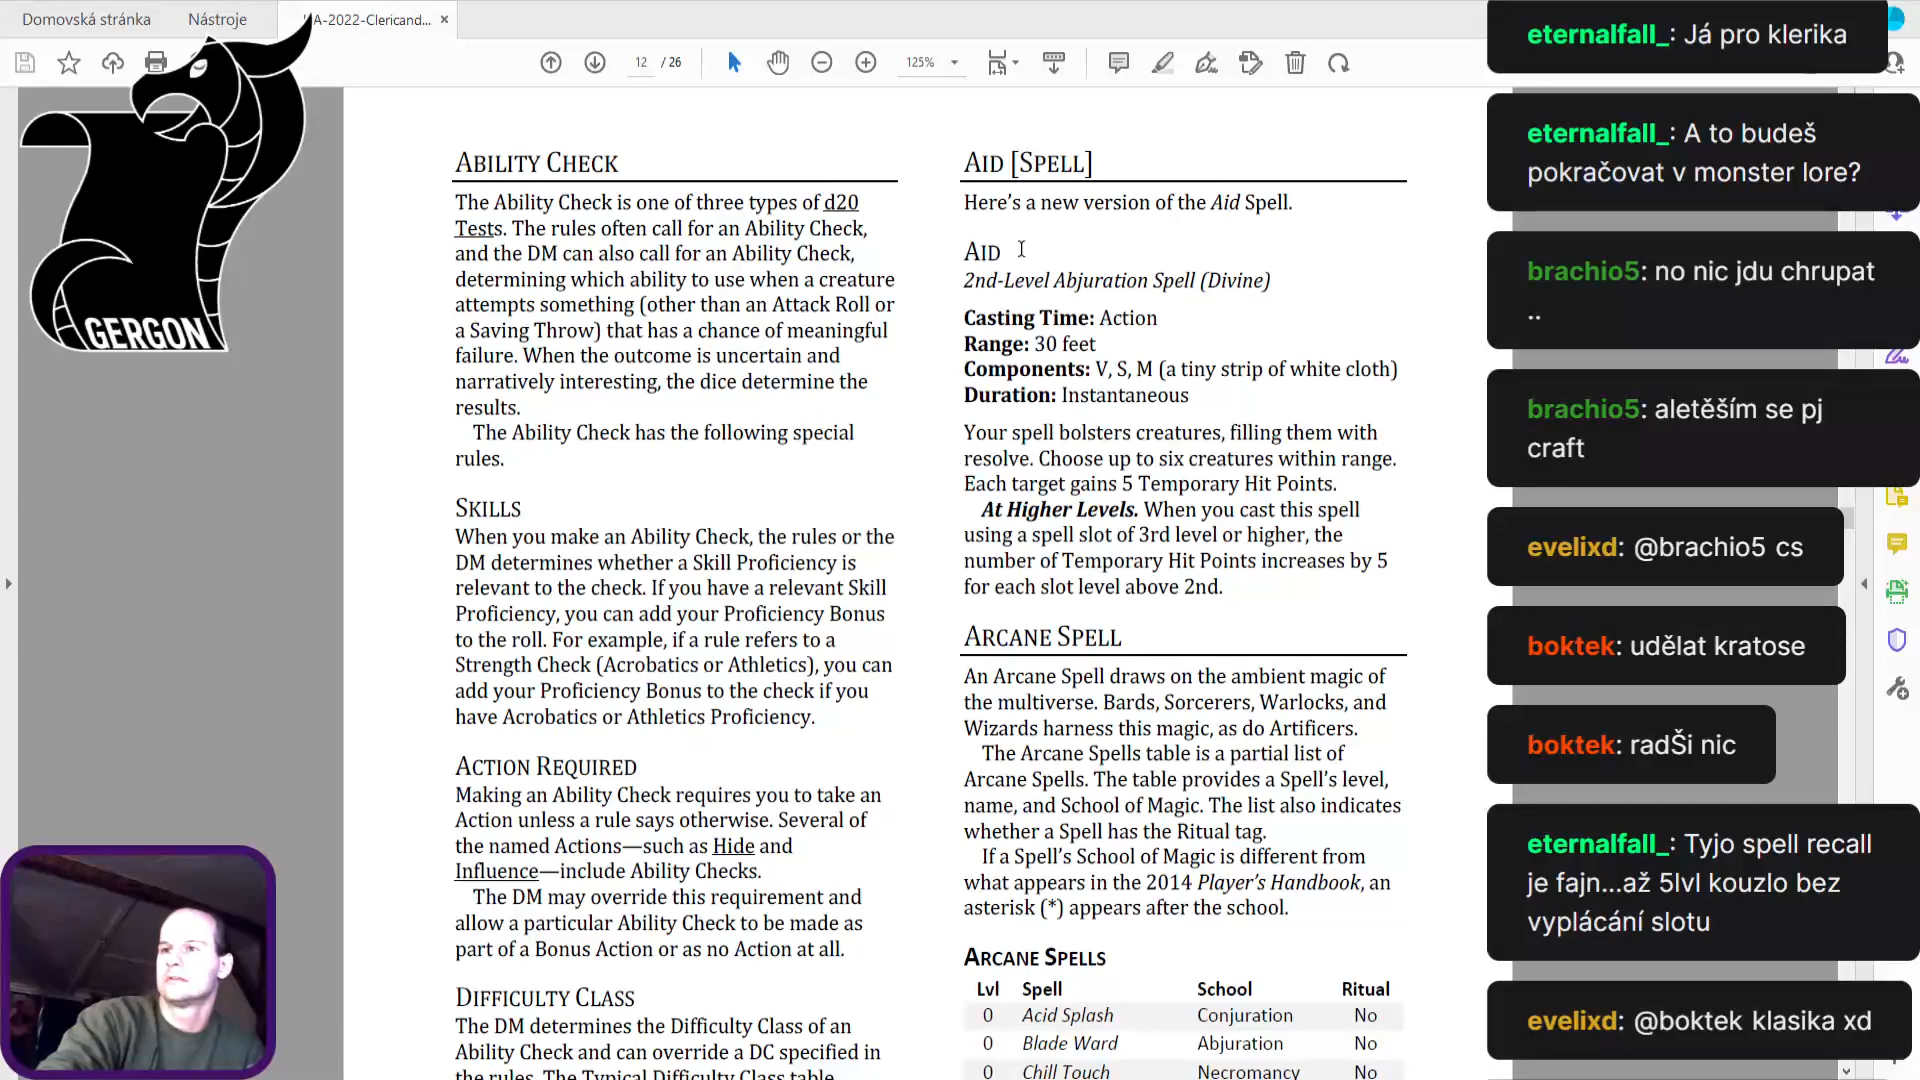 Domovská stránka
Nástroje
A-2022-Clericand...
12 / 26
125%
GERGON
ABILITY CHECK
The Ability Check is one of three types of d20
Tests. The rules often call for an Ability Check,
and the DM can also call for an Ability Check,
determining which ability to use when a creature
attempts something (other than an Attack Roll or
a Saving Throw) that has a chance of meaningful
failure. When the outcome is uncertain and
narratively interesting, the dice determine the
results.
The Ability Check has the following special
rules.
SKILLS
When you make an Ability Check, the rules or the
DM determines whether a Skill Proficiency is
relevant to the check. If you have a relevant Skill
Proficiency, you can add your Proficiency Bonus
to the roll. For example, if a rule refers to a
Strength Check (Acrobatics or Athletics), you can
add your Proficiency Bonus to the check if you
have Acrobatics or Athletics Proficiency.
ACTION REQUIRED
Making an Ability Check requires you to take an
Action unless a rule says otherwise. Several of
the named Actions—such as Hide and
Influence—include Ability Checks.
The DM may override this requirement and
allow a particular Ability Check to be made as
part of a Bonus Action or as no Action at all.
DIFFICULTY CLASS
The DM determines the Difficulty Class of an
Ability Check and can override a DC specified in
the rules. The Typical Difficulty Class table
AID [SPELL]
Here's a new version of the Aid Spell.
AID
2nd-Level Abjuration Spell (Divine)
Casting Time: Action
Range: 30 feet
Components: V, S, M (a tiny strip of white cloth)
Duration: Instantaneous
Your spell bolsters creatures, filling them with
resolve. Choose up to six creatures within range.
Each target gains 5 Temporary Hit Points.
At Higher Levels. When you cast this spell
using a spell slot of 3rd level or higher, the
number of Temporary Hit Points increases by 5
for each slot level above 2nd.
ARCANE SPELL
An Arcane Spell draws on the ambient magic of
the multiverse. Bards, Sorcerers, Warlocks, and
Wizards harness this magic, as do Artificers.
The Arcane Spells table is a partial list of
Arcane Spells. The table provides a Spell's level,
name, and School of Magic. The list also indicates
whether a Spell has the Ritual tag.
If a Spell's School of Magic is different from
what appears in the 2014 Player's Handbook, an
asterisk (*) appears after the school.
ARCANE SPELLS
Lvl Spell School Ritual
0 Acid Splash Conjuration No
0 Blade Ward Abjuration No
0 Chill Touch Necromancy No
eternalfall_: Já pro klerika
eternalfall_: A to budeš
pokračovat v monster lore?
brachio5: no nic jdu chrupat
..
brachio5: aletěším se pj
craft
evelixd: @brachio5 cs
boktek: udělat kratose
boktek: radŠi nic
eternalfall_: Tyjo spell recall
je fajn...až 5lvl kouzlo bez
vyplácání slotu
evelixd: @boktek klasika xd